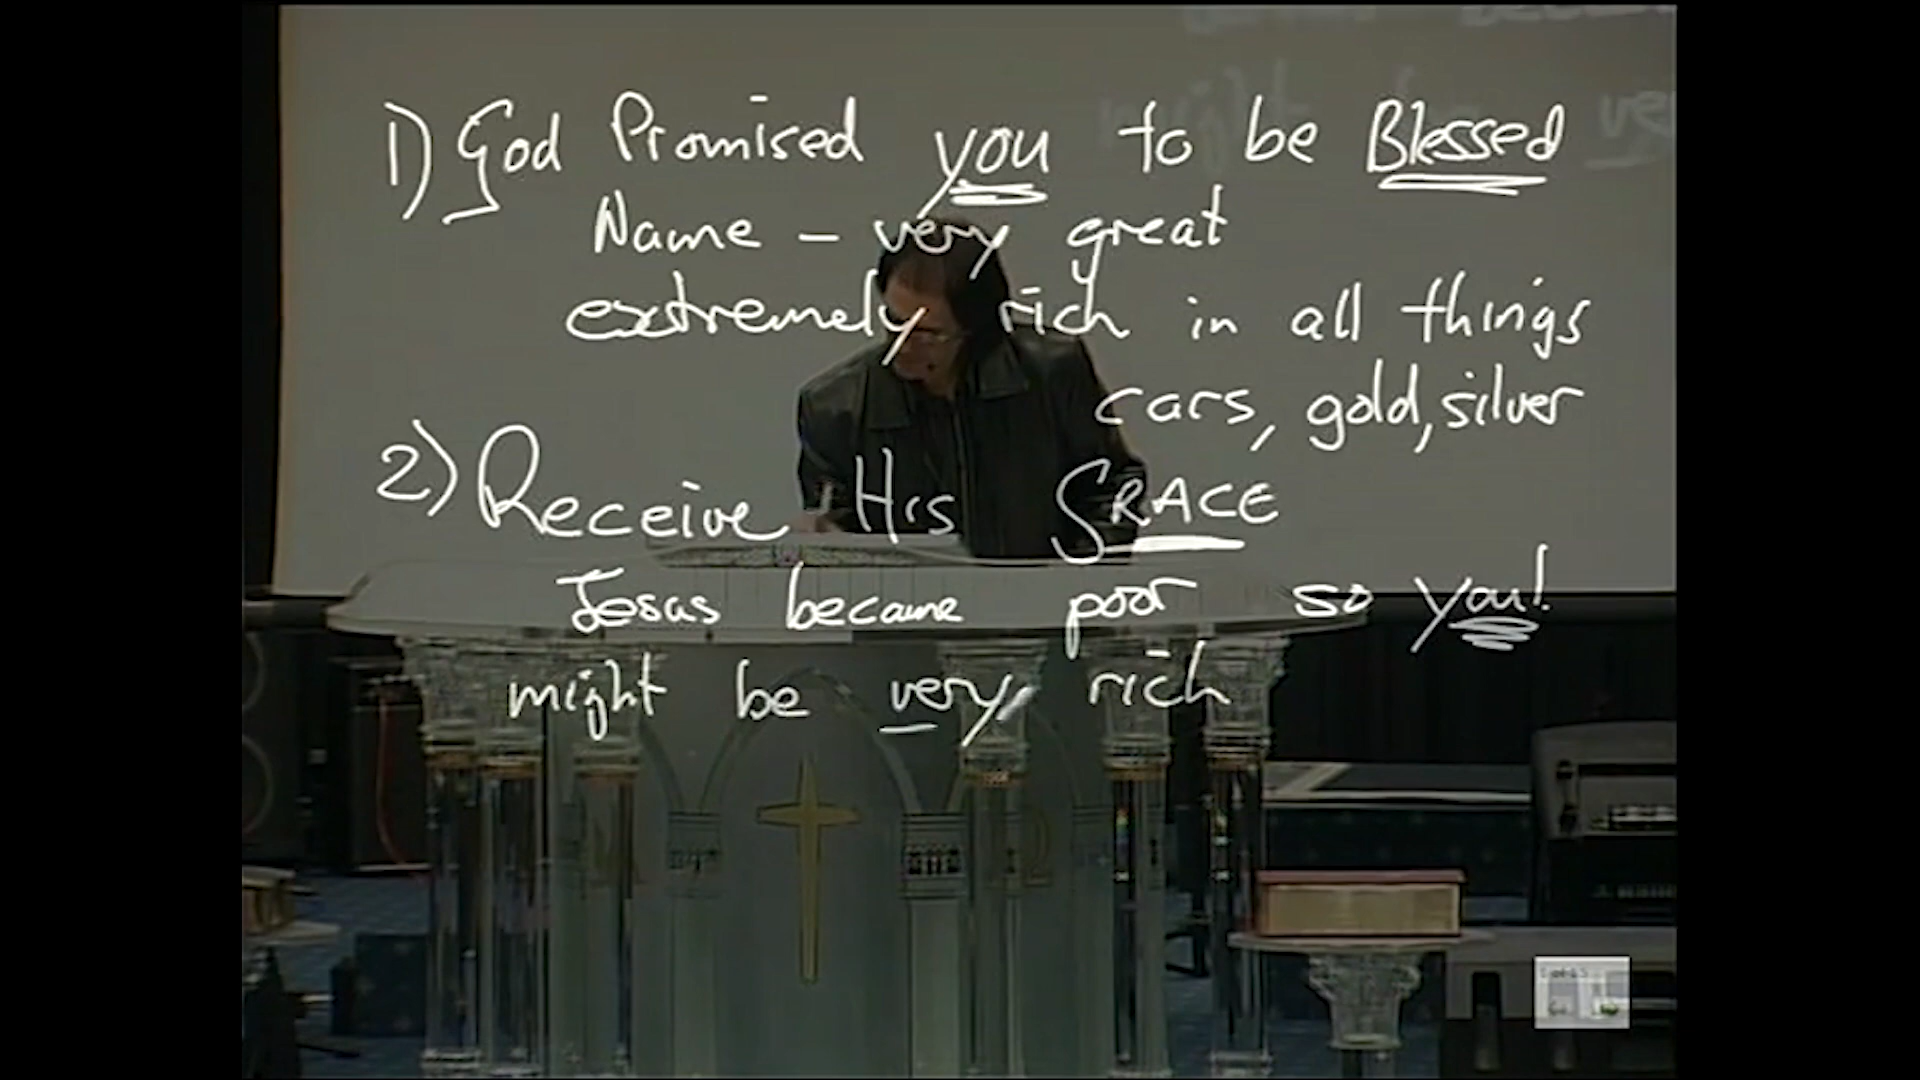 1) God Promised you to be Blessed
Name - very great
extremely rich in all things
cars, gold, silver
2) Receive His GRACE
Jesus became poor so you!
might be very rich